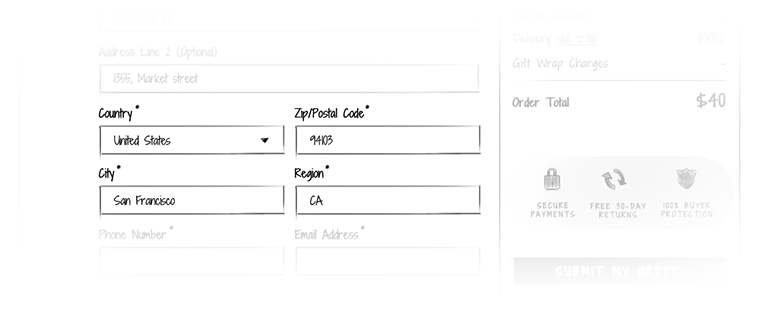 Address Line 2 (Optional)
1355, Market street
Country*
Zip/Postal Code*
United States
94103
City*
Region*
San Francisco
CA
Phone Number*
Email Address*
Delivery
FREE
Gift Wrap Charges
-
Order Total
$40
SECURE PAYMENTS
FREE 30-DAY RETURNS
100% BUYER PROTECTION
SUBMIT MY ORDER